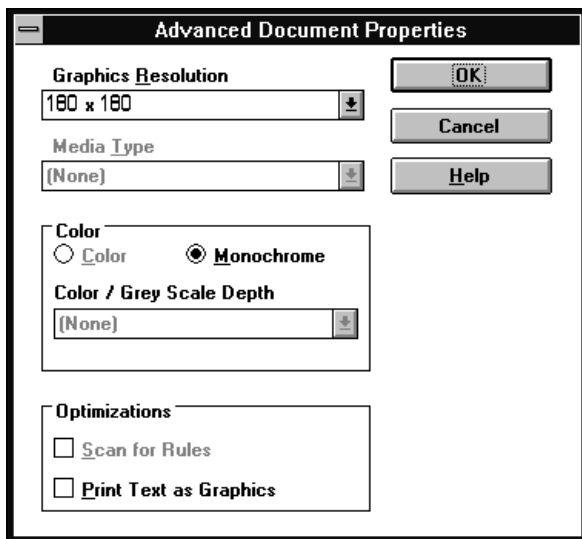 Advanced Document Properties
Graphics Resolution
180 x 180
Media Type
(None)
OK
Cancel
Help
Color
Color
Monochrome
Color / Grey Scale Depth
(None)
Optimizations
Scan for Rules
Print Text as Graphics